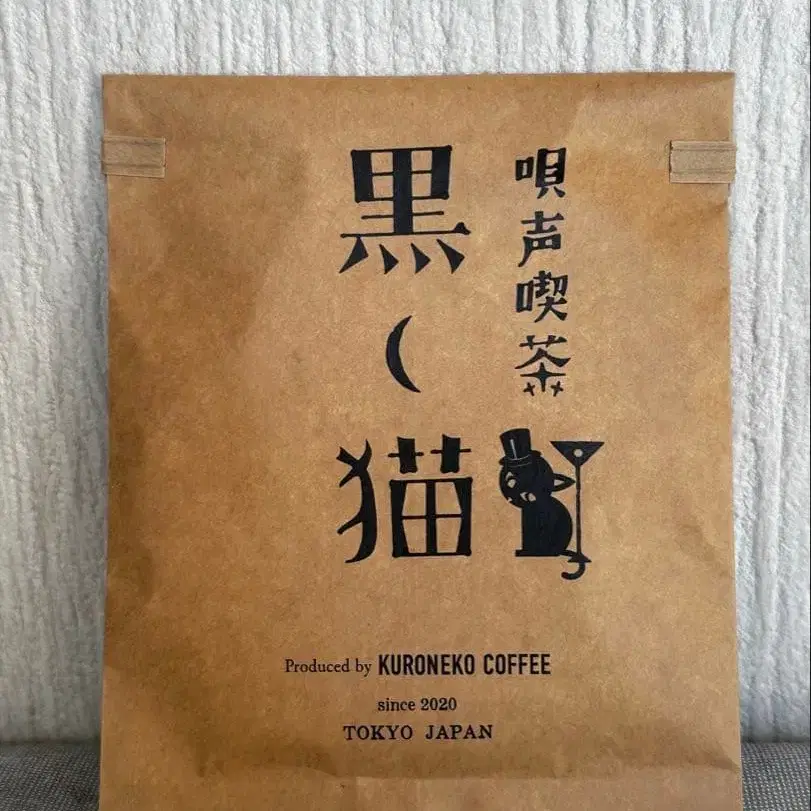 唄声喫茶
黒猫
Produced by KURONEKO COFFEE
since 2020
TOKYO JAPAN